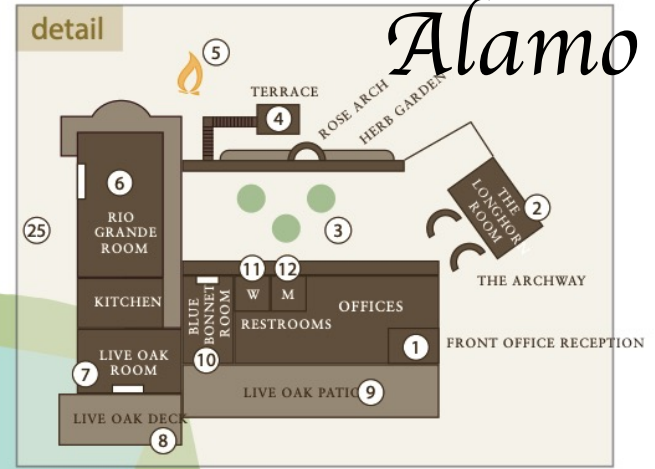 detail
Alamo
5
TERRACE
4
ROSE ARCH
HERB GARDEN
6
RIO
GRANDE
ROOM
25
3
THE
LONGHOR
ROOM
2
THE ARCHWAY
11
12
W
M
KITCHEN
BLUE
BONNET
ROOM
RESTROOMS
OFFICES
10
1
FRONT OFFICE RECEPTION
LIVE OAK
ROOM
7
LIVE OAK PATIO
9
LIVE OAK DECK
8